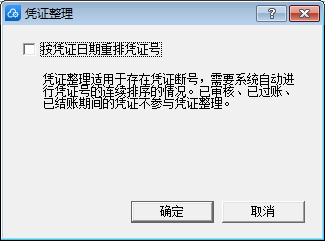 凭证整理
按凭证日期重排凭证号
凭证整理适用于存在凭证断号，需要系统自动进
行凭证号的连续排序的情况。已审核、已过账、
已结账期间的凭证不参与凭证整理。
确定
取消